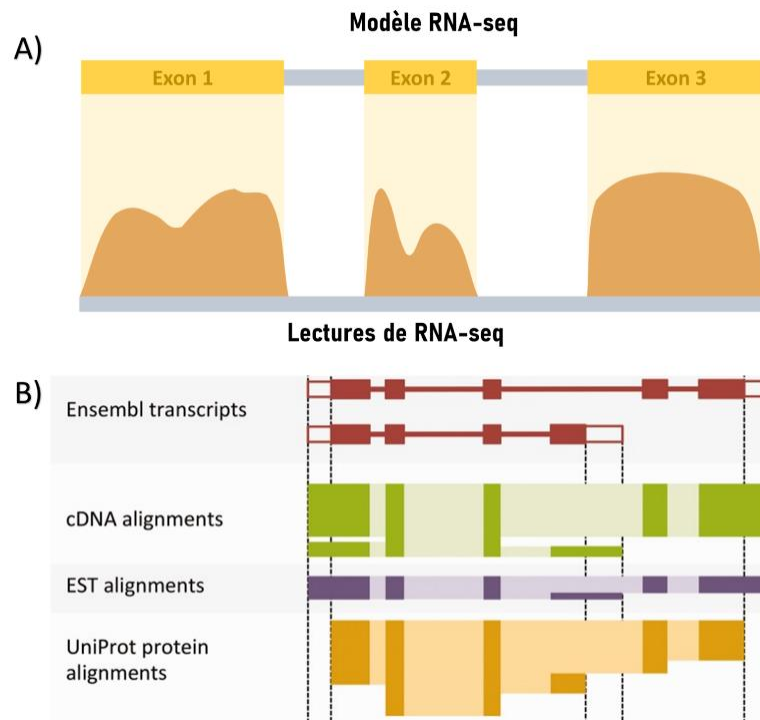 Modèle RNA-seq
A)
Exon 1 Exon 2 Exon 3
Lectures de RNA-seq
B)
Ensembl transcripts
cDNA alignments
EST alignments
UniProt protein
alignments